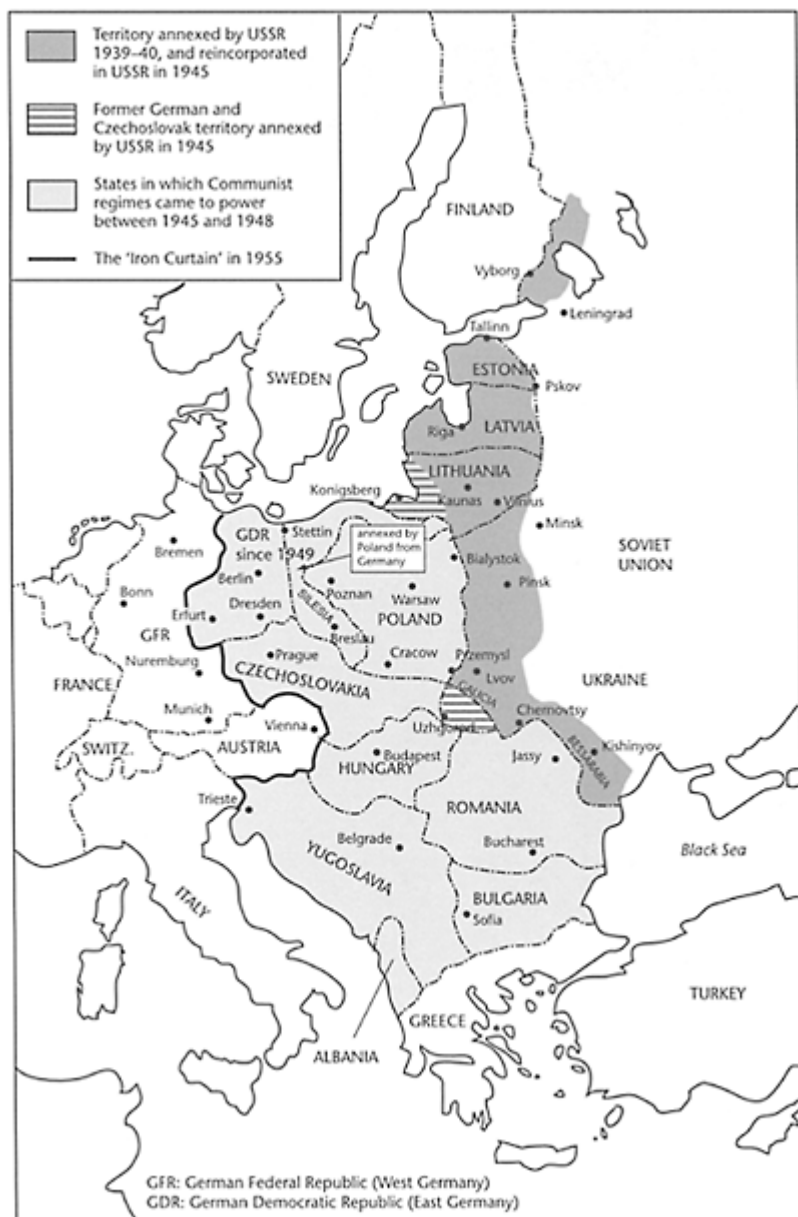 Territory annexed by USSR
1939–40, and reincorporated
in USSR in 1945
Former German and
Czechoslovak territory annexed
by USSR in 1945
States in which Communist
regimes came to power
between 1945 and 1948
The 'Iron Curtain' in 1955
FINLAND
Vyborg
Leningrad
Tallinn
SWEDEN
ESTONIA
Pskov
Riga
LATVIA
LITHUANIA
Konigsberg
Kaunas
Vilnius
Minsk
GDR
since 1949
Stettin
annexed by
Poland from
Germany
Bialystok
SOVIET
UNION
Bremen
Berlin
Poznan
Warsaw
Pinsk
Bonn
Erfurt
Dresden
SILESIA
Breslau
POLAND
GFR
Prague
Cracow
Przemysl
Lvov
UKRAINE
Nuremburg
CZECHOSLOVAKIA
GALICIA
FRANCE
Munich
Vienna
Uzhgorod
Chernovtsy
SWITZ.
AUSTRIA
Budapest
HUNGARY
Jassy
BESSARABIA
Kishinyov
Trieste
ROMANIA
Belgrade
Bucharest
Black Sea
YUGOSLAVIA
ITALY
BULGARIA
Sofia
TURKEY
GREECE
ALBANIA
GFR: German Federal Republic (West Germany)
GDR: German Democratic Republic (East Germany)